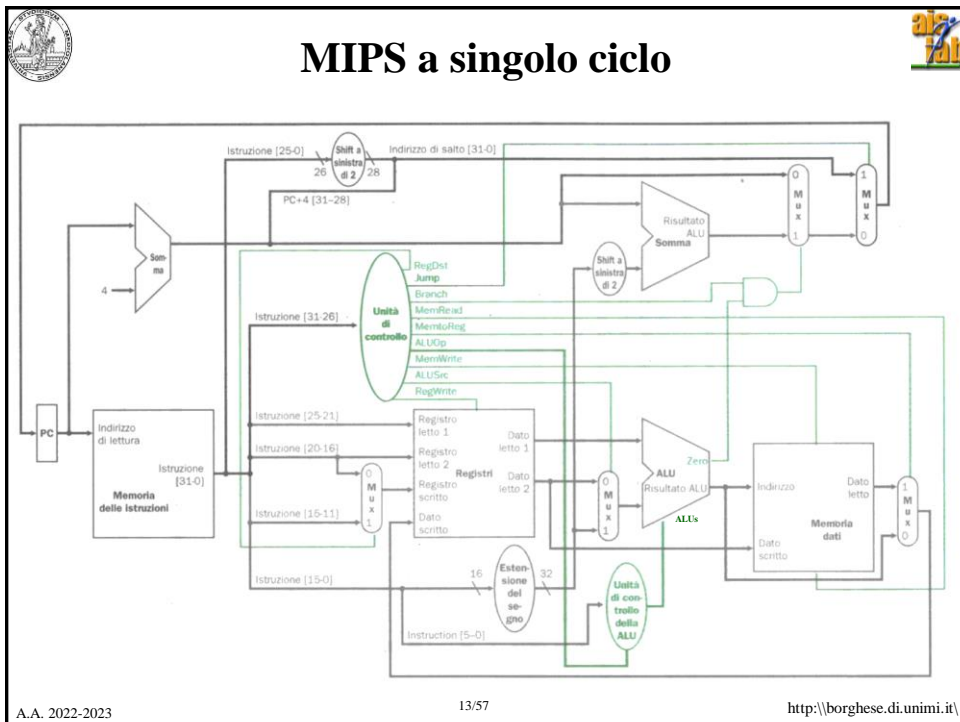 MIPS a singolo ciclo
Istruzione [25-0]
26
Shift a
sinistra
di 2
28
Indirizzo di salto [31-0]
PC+4 [31-28]
Som-
ma
4
Risultato
ALU
Somma
Shift a
sinistra
di 2
0
M
u
x
1
1
M
u
x
0
Istruzione [31-26]
Unità
di
controllo
RegDst
Jump
Branch
MemRead
MemtoReg
ALUOp
MemWrite
ALUSrc
RegWrite
PC
Indirizzo
di lettura
Istruzione
[31-0]
Memoria
delle istruzioni
Istruzione [25-21]
Istruzione [20-16]
Istruzione [15-11]
0
M
u
x
1
Registro
letto 1
Registro
letto 2
Registro
scritto
Dato
scritto
Registri
Dato
letto 1
Dato
letto 2
0
M
u
x
1
Zero
ALU
Risultato ALU
ALUs
Indirizzo
Dato
letto
Memoria
dati
Dato
scritto
1
M
u
x
0
Istruzione [15-0]
16
Esten-
sione
del
se-
gno
32
Unità
di con-
trollo
della
ALU
Instruction [5-0]
A.A. 2022-2023
13/57
http:\\borghese.di.unimi.it\